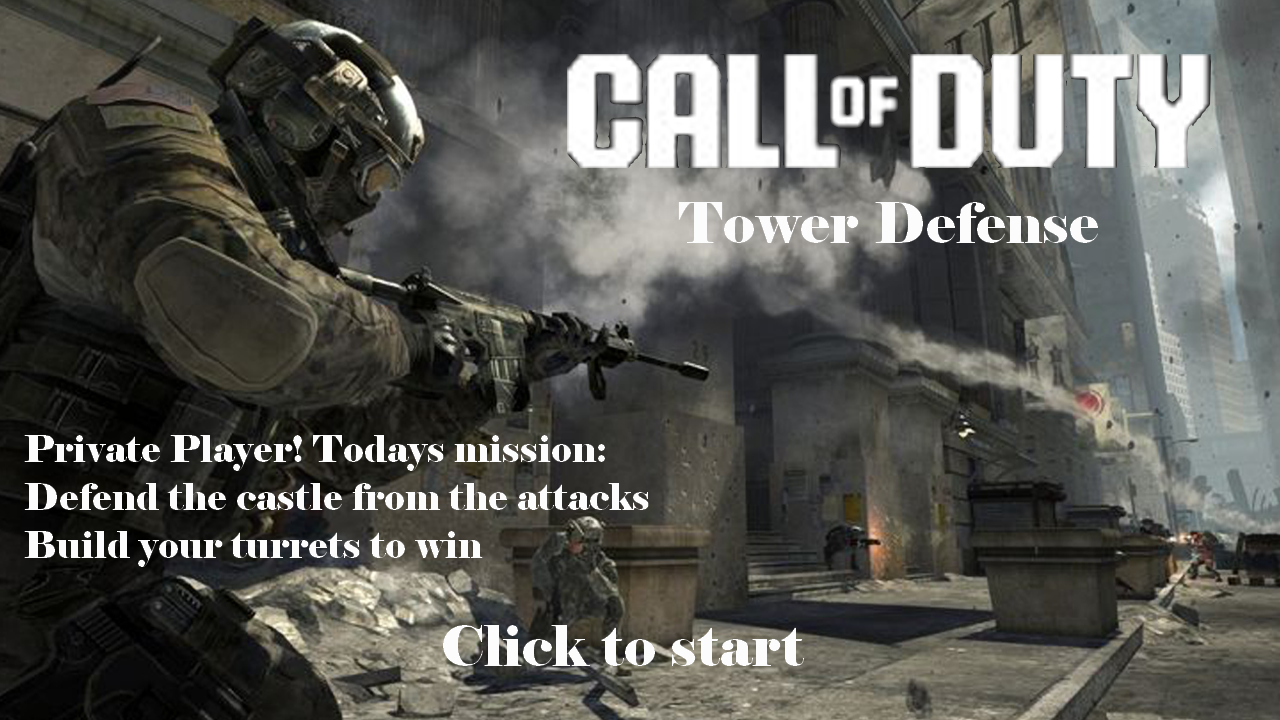 III
CALL OF DUTY
Tower Defense
Private Player! Todays mission:
Defend the castle from the attacks
Build your turrets to win
Click to start